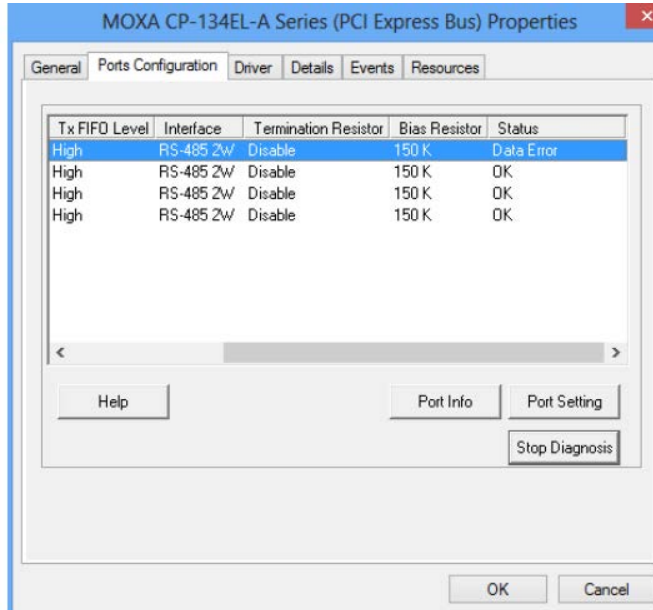 MOXA CP-134EL-A Series (PCI Express Bus) Properties
General Ports Configuration Driver Details Events Resources
Tx FIFO Level Interface Termination Resistor Bias Resistor Status
High RS-485 2W Disable 150 K Data Error
High RS-485 2W Disable 150 K OK
High RS-485 2W Disable 150 K OK
High RS-485 2W Disable 150 K OK
Help Port Info Port Setting
Stop Diagnosis
OK Cancel